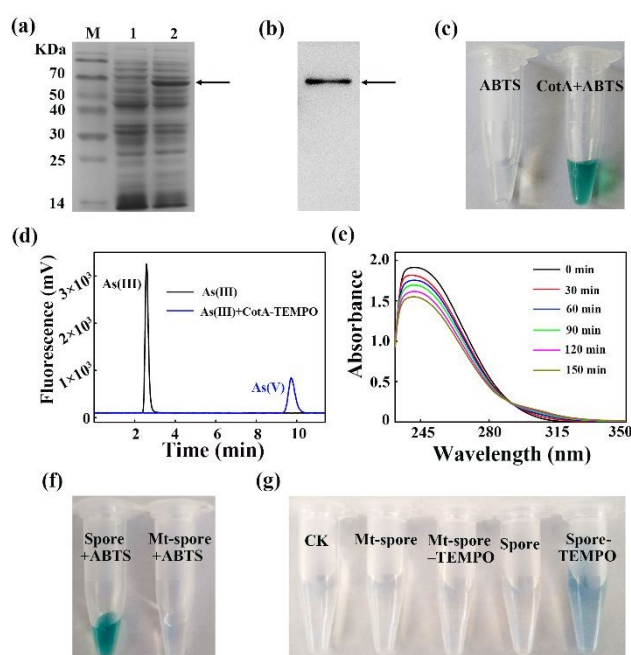 (a)
KDa M 1 2
70
50
40
30
25
14
(b)
(c)
ABTS CotA+ABTS
(d)
Fluorescence (mV)
3×10³
2×10³
1×10³
0
As(III)
As(III)
As(III)+CotA-TEMPO
As(V)
2 4 6 8 10
Time (min)
(e)
Absorbance
2.0
1.5
1.0
0.5
0.0
0 min
30 min
60 min
90 min
120 min
150 min
245 280 315 350
Wavelength (nm)
(f)
Spore
+ABTS
Mt-spore
+ABTS
(g)
CK
Mt-spore
Mt-spore
–TEMPO
Spore
Spore-
TEMPO